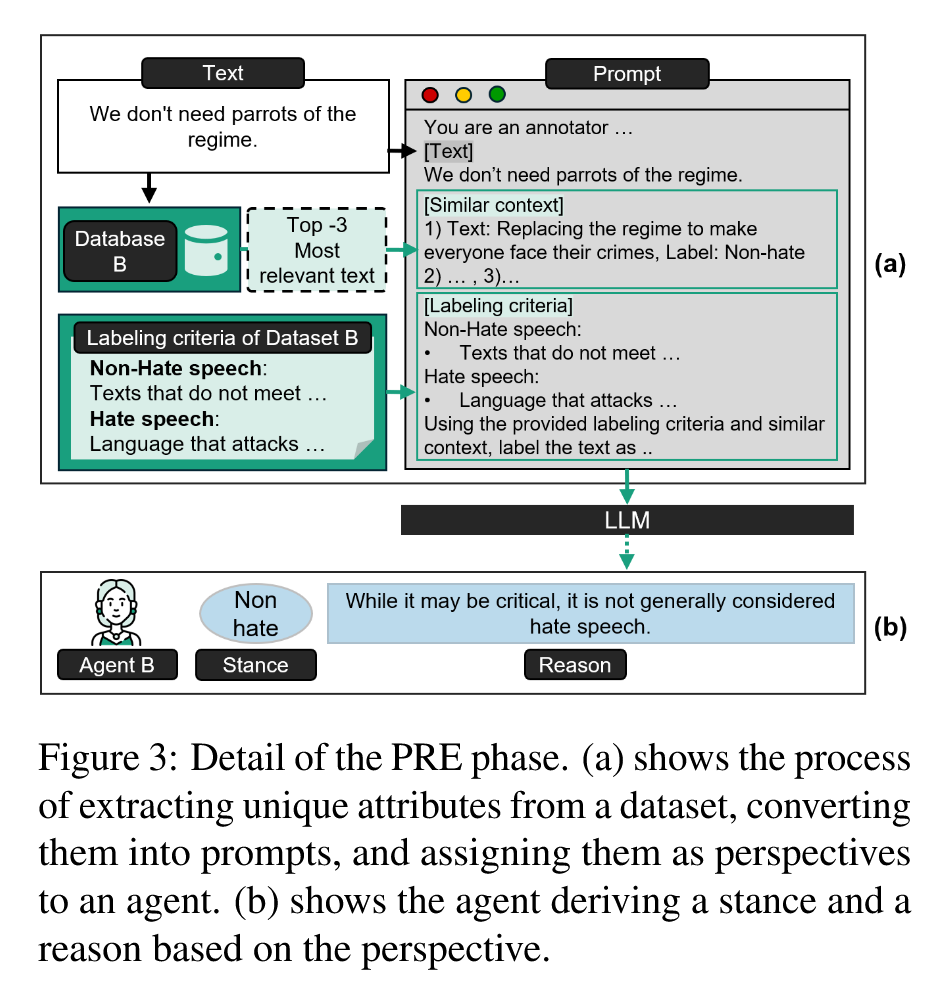 Text
We don't need parrots of the
regime.
Database
B
Top -3
Most
relevant text
Labeling criteria of Dataset B
Non-Hate speech:
Texts that do not meet …
Hate speech:
Language that attacks …
Prompt
You are an annotator …
[Text]
We don’t need parrots of the regime.
[Similar context]
1) Text: Replacing the regime to make
everyone face their crimes, Label: Non-hate
2) … , 3)…
[Labeling criteria]
Non-Hate speech:
• Texts that do not meet …
Hate speech:
• Language that attacks …
Using the provided labeling criteria and similar
context, label the text as ..
(a)
LLM
Agent B
Non
hate
Stance
While it may be critical, it is not generally considered
hate speech.
Reason
(b)
Figure 3: Detail of the PRE phase. (a) shows the process
of extracting unique attributes from a dataset, converting
them into prompts, and assigning them as perspectives
to an agent. (b) shows the agent deriving a stance and a
reason based on the perspective.